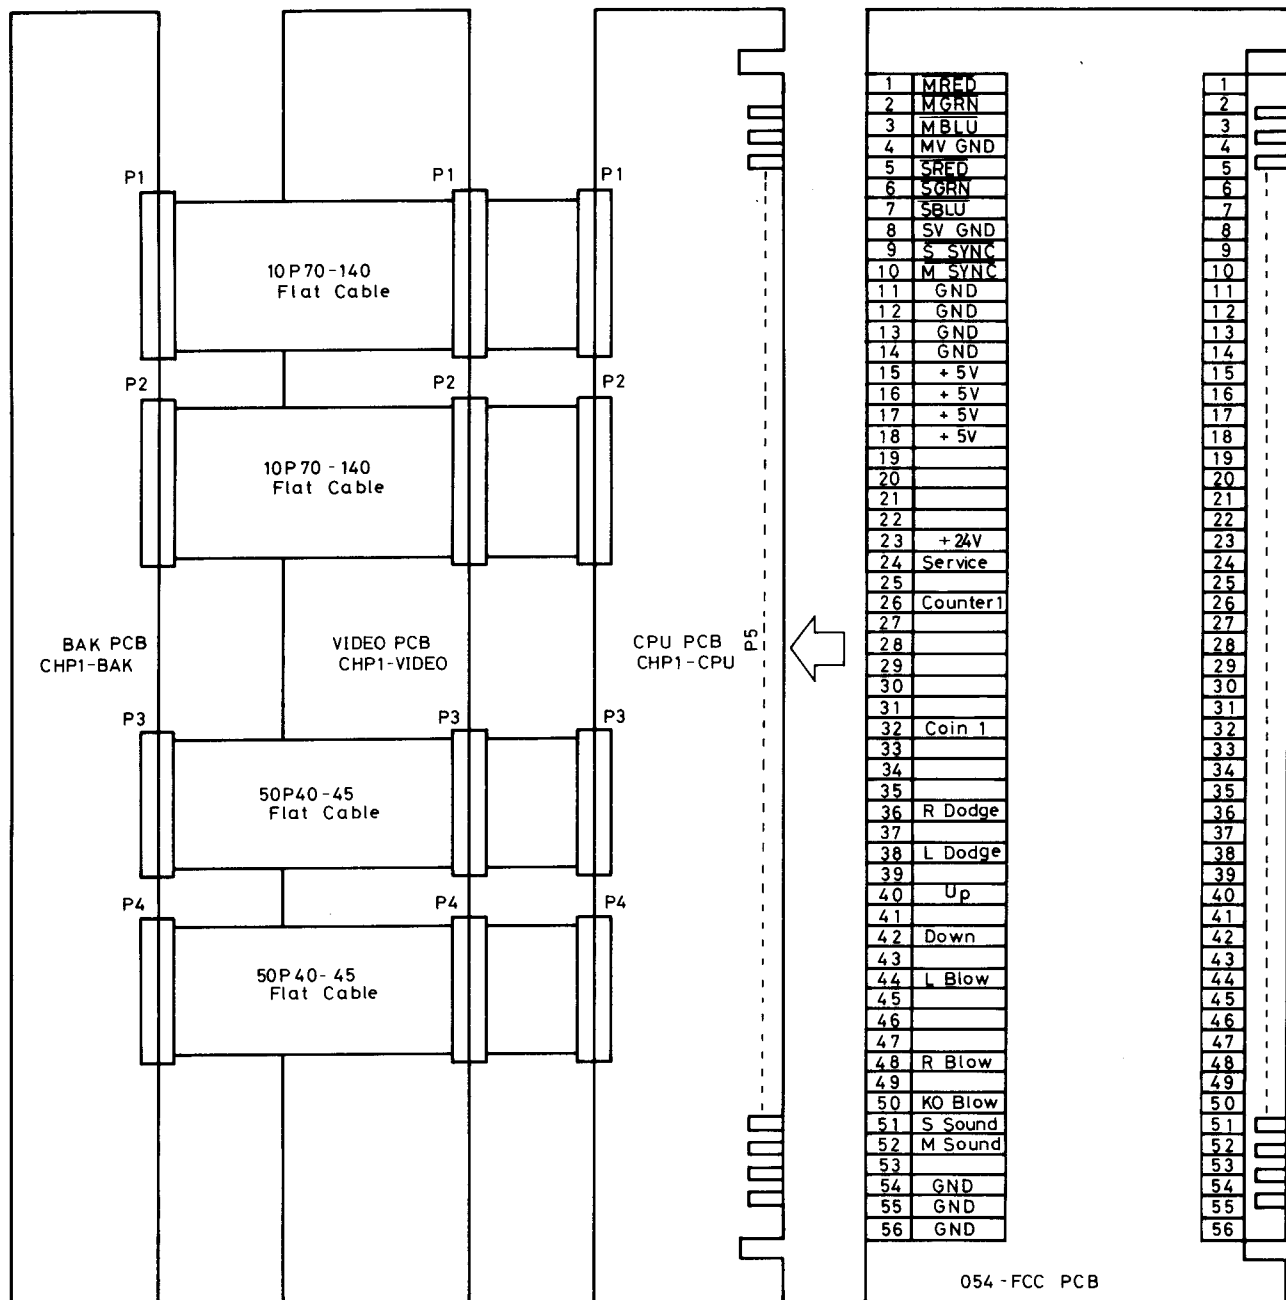 P1 P1 P1
10P70-140
Flat Cable
P2 P2 P2
10P70-140
Flat Cable
BAK PCB
CHP1-BAK
VIDEO PCB
CHP1-VIDEO
CPU PCB
CHP1-CPU
P5
P3 P3 P3
50P40-45
Flat Cable
P4 P4 P4
50P40-45
Flat Cable
1 M̅R̅E̅D̅ 1
2 M̅G̅R̅N̅ 2
3 M̅B̅L̅U̅ 3
4 MV GND 4
5 S̅R̅E̅D̅ 5
6 S̅G̅R̅N̅ 6
7 S̅B̅L̅U̅ 7
8 SV GND 8
9 S̅ S̅Y̅N̅C̅ 9
10 M̅ S̅Y̅N̅C̅ 10
11 GND 11
12 GND 12
13 GND 13
14 GND 14
15 +5V 15
16 +5V 16
17 +5V 17
18 +5V 18
19 19
20 20
21 21
22 22
23 +24V 23
24 Service 24
25 25
26 Counter1 26
27 27
28 28
29 29
30 30
31 31
32 Coin 1 32
33 33
34 34
35 35
36 R Dodge 36
37 37
38 L Dodge 38
39 39
40 Up 40
41 41
42 Down 42
43 43
44 L Blow 44
45 45
46 46
47 47
48 R Blow 48
49 49
50 KO Blow 50
51 S Sound 51
52 M Sound 52
53 53
54 GND 54
55 GND 55
56 GND 56
054-FCC PCB